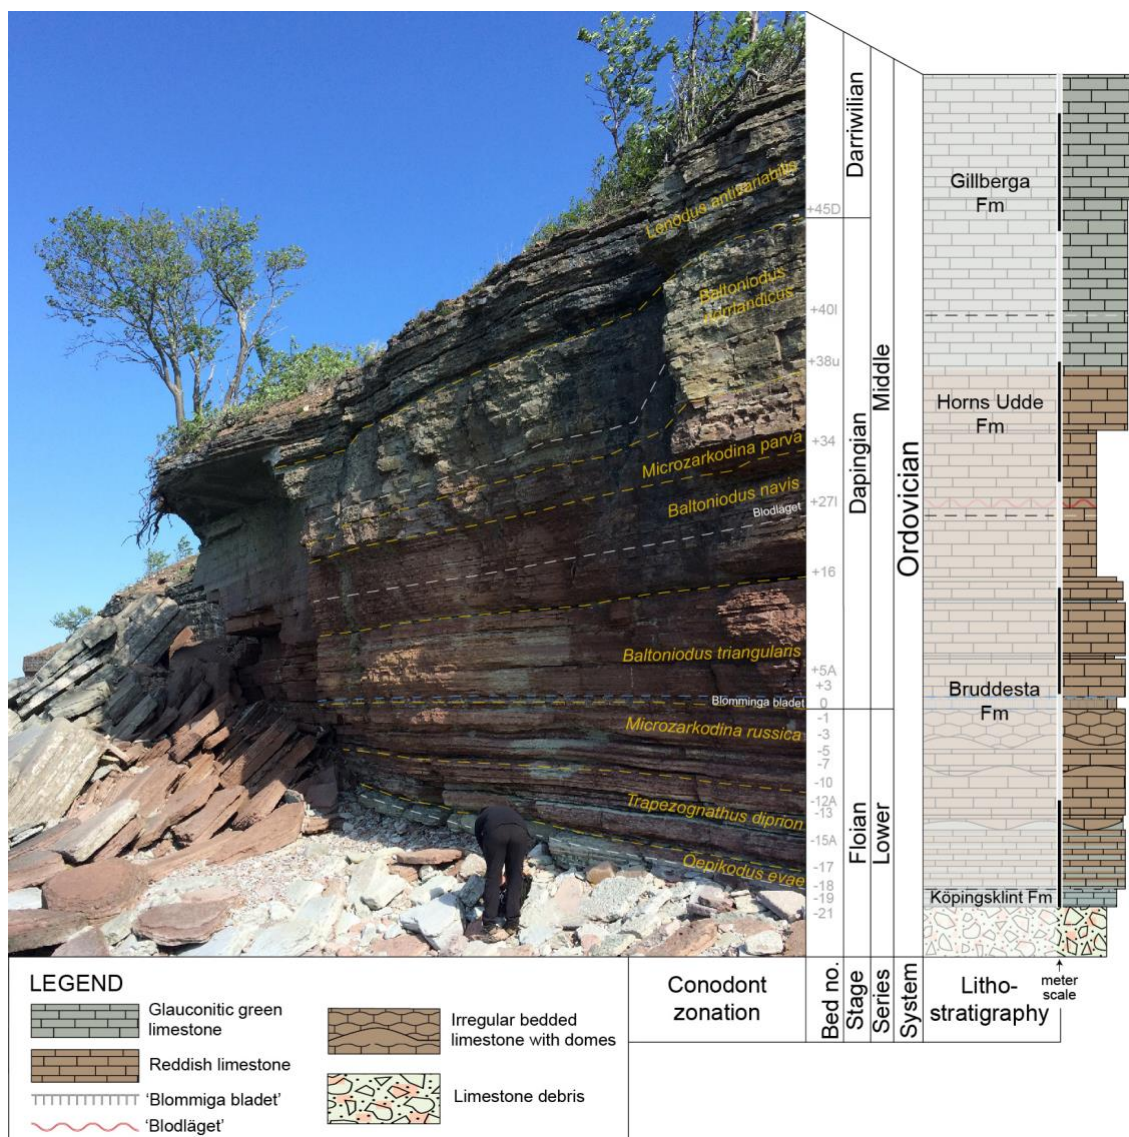 Darriwilian
Dapingian
Floian
Middle
Lower
Ordovician
Lenodus antivariabilis
Baltoniodus
norrlandicus
Microzarkodina parva
Baltoniodus navis
Blodläget
Baltoniodus triangularis
Blomminga bladet
Microzarkodina russica
Trapezognathus diprion
Oepikodus evae
+45D
+40l
+38u
+34
+27l
+16
+5A
+3
0
-1
-3
-5
-7
-10
-12A
-13
-15A
-17
-18
-19
-21
Gillberga
Fm
Horns Udde
Fm
Bruddesta
Fm
Köpingsklint Fm
Conodont
zonation
Bed no.
Stage
Series
System
Litho-
stratigraphy
meter
scale
LEGEND
Glauconitic green
limestone
Reddish limestone
'Blommiga bladet'
'Blodläget'
Irregular bedded
limestone with domes
Limestone debris